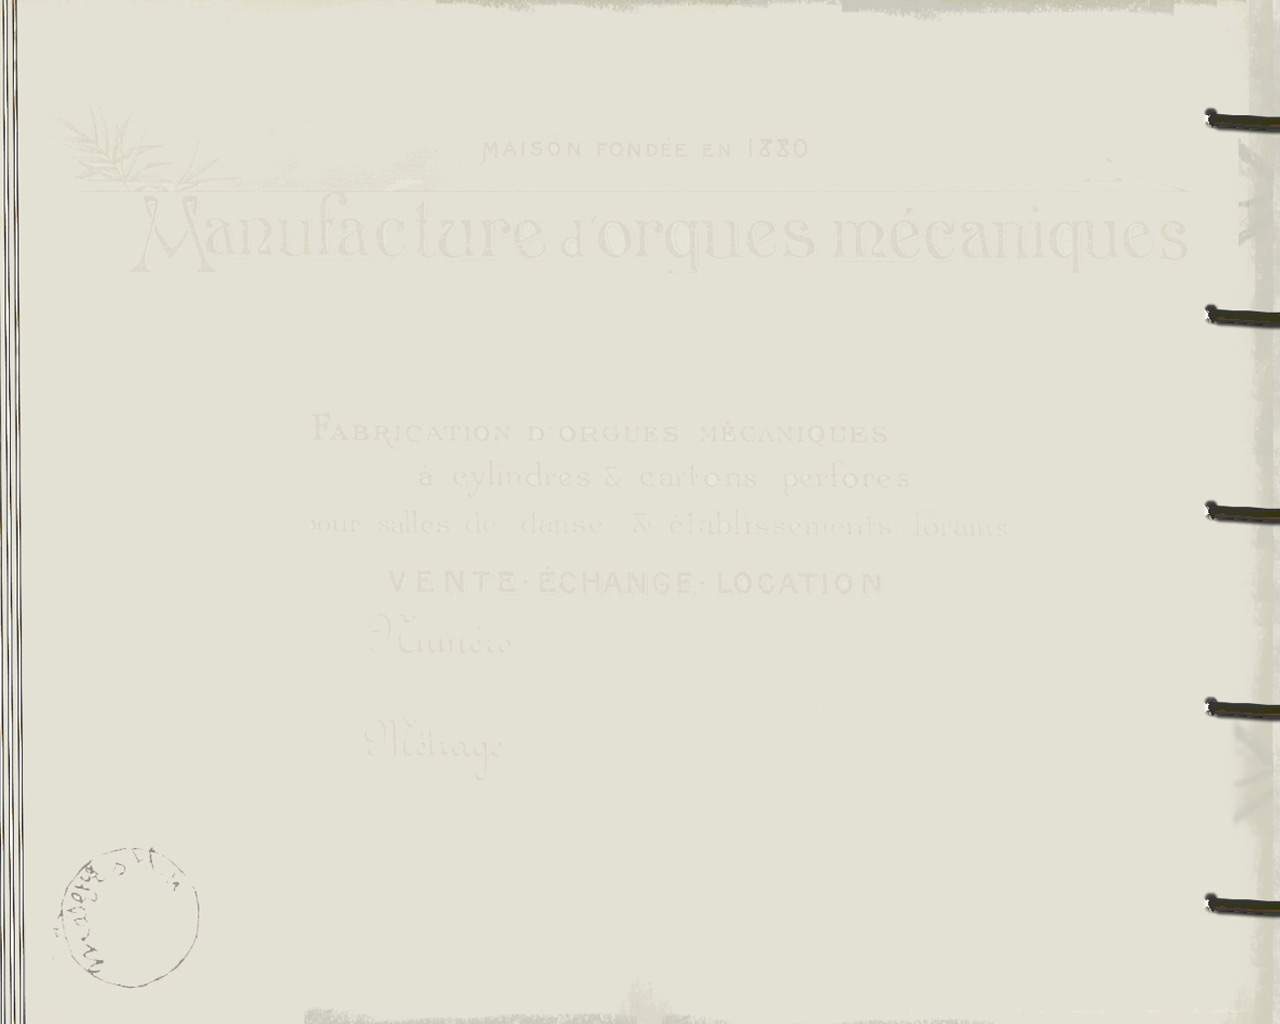 MAISON FONDÉE EN 1880
Manufacture d'orgues mécaniques
FABRICATION D'ORGUES MÉCANIQUES
à cylindres & cartons perforés
pour salles de danse & établissements forains
VENTE · ÉCHANGE · LOCATION
Numéro
Métrage